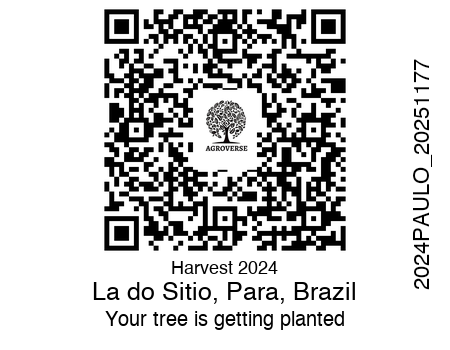 AGROVERSE
Harvest 2024
La do Sitio, Para, Brazil
Your tree is getting planted
2024PAULO_20251177